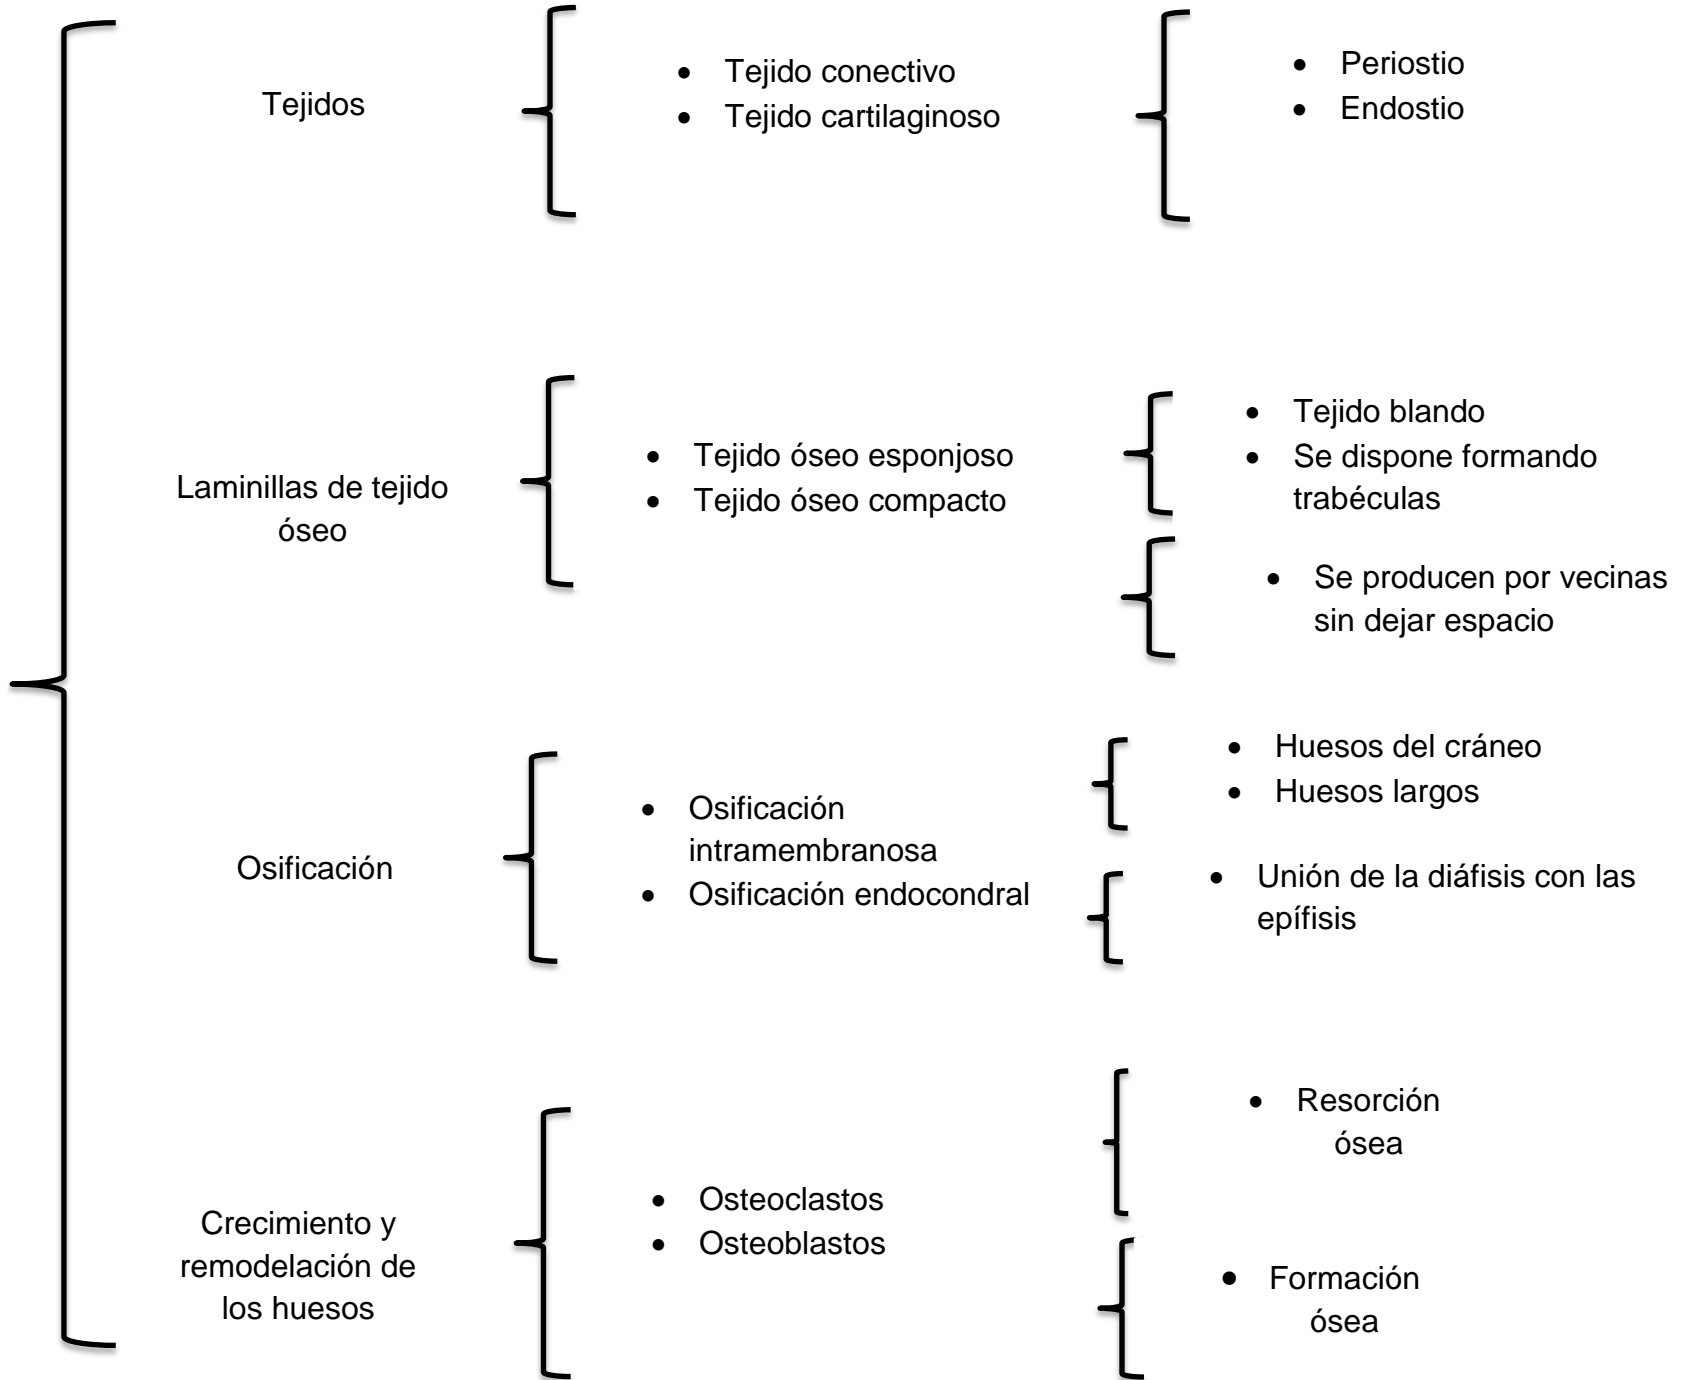 Tejidos
• Tejido conectivo
• Tejido cartilaginoso
• Periostio
• Endostio
Laminillas de tejido
óseo
• Tejido óseo esponjoso
• Tejido óseo compacto
• Tejido blando
• Se dispone formando
trabéculas
• Se producen por vecinas
sin dejar espacio
Osificación
• Osificación
intramembranosa
• Osificación endocondral
• Huesos del cráneo
• Huesos largos
• Unión de la diáfisis con las
epífisis
Crecimiento y
remodelación de
los huesos
• Osteoclastos
• Osteoblastos
• Resorción
ósea
• Formación
ósea